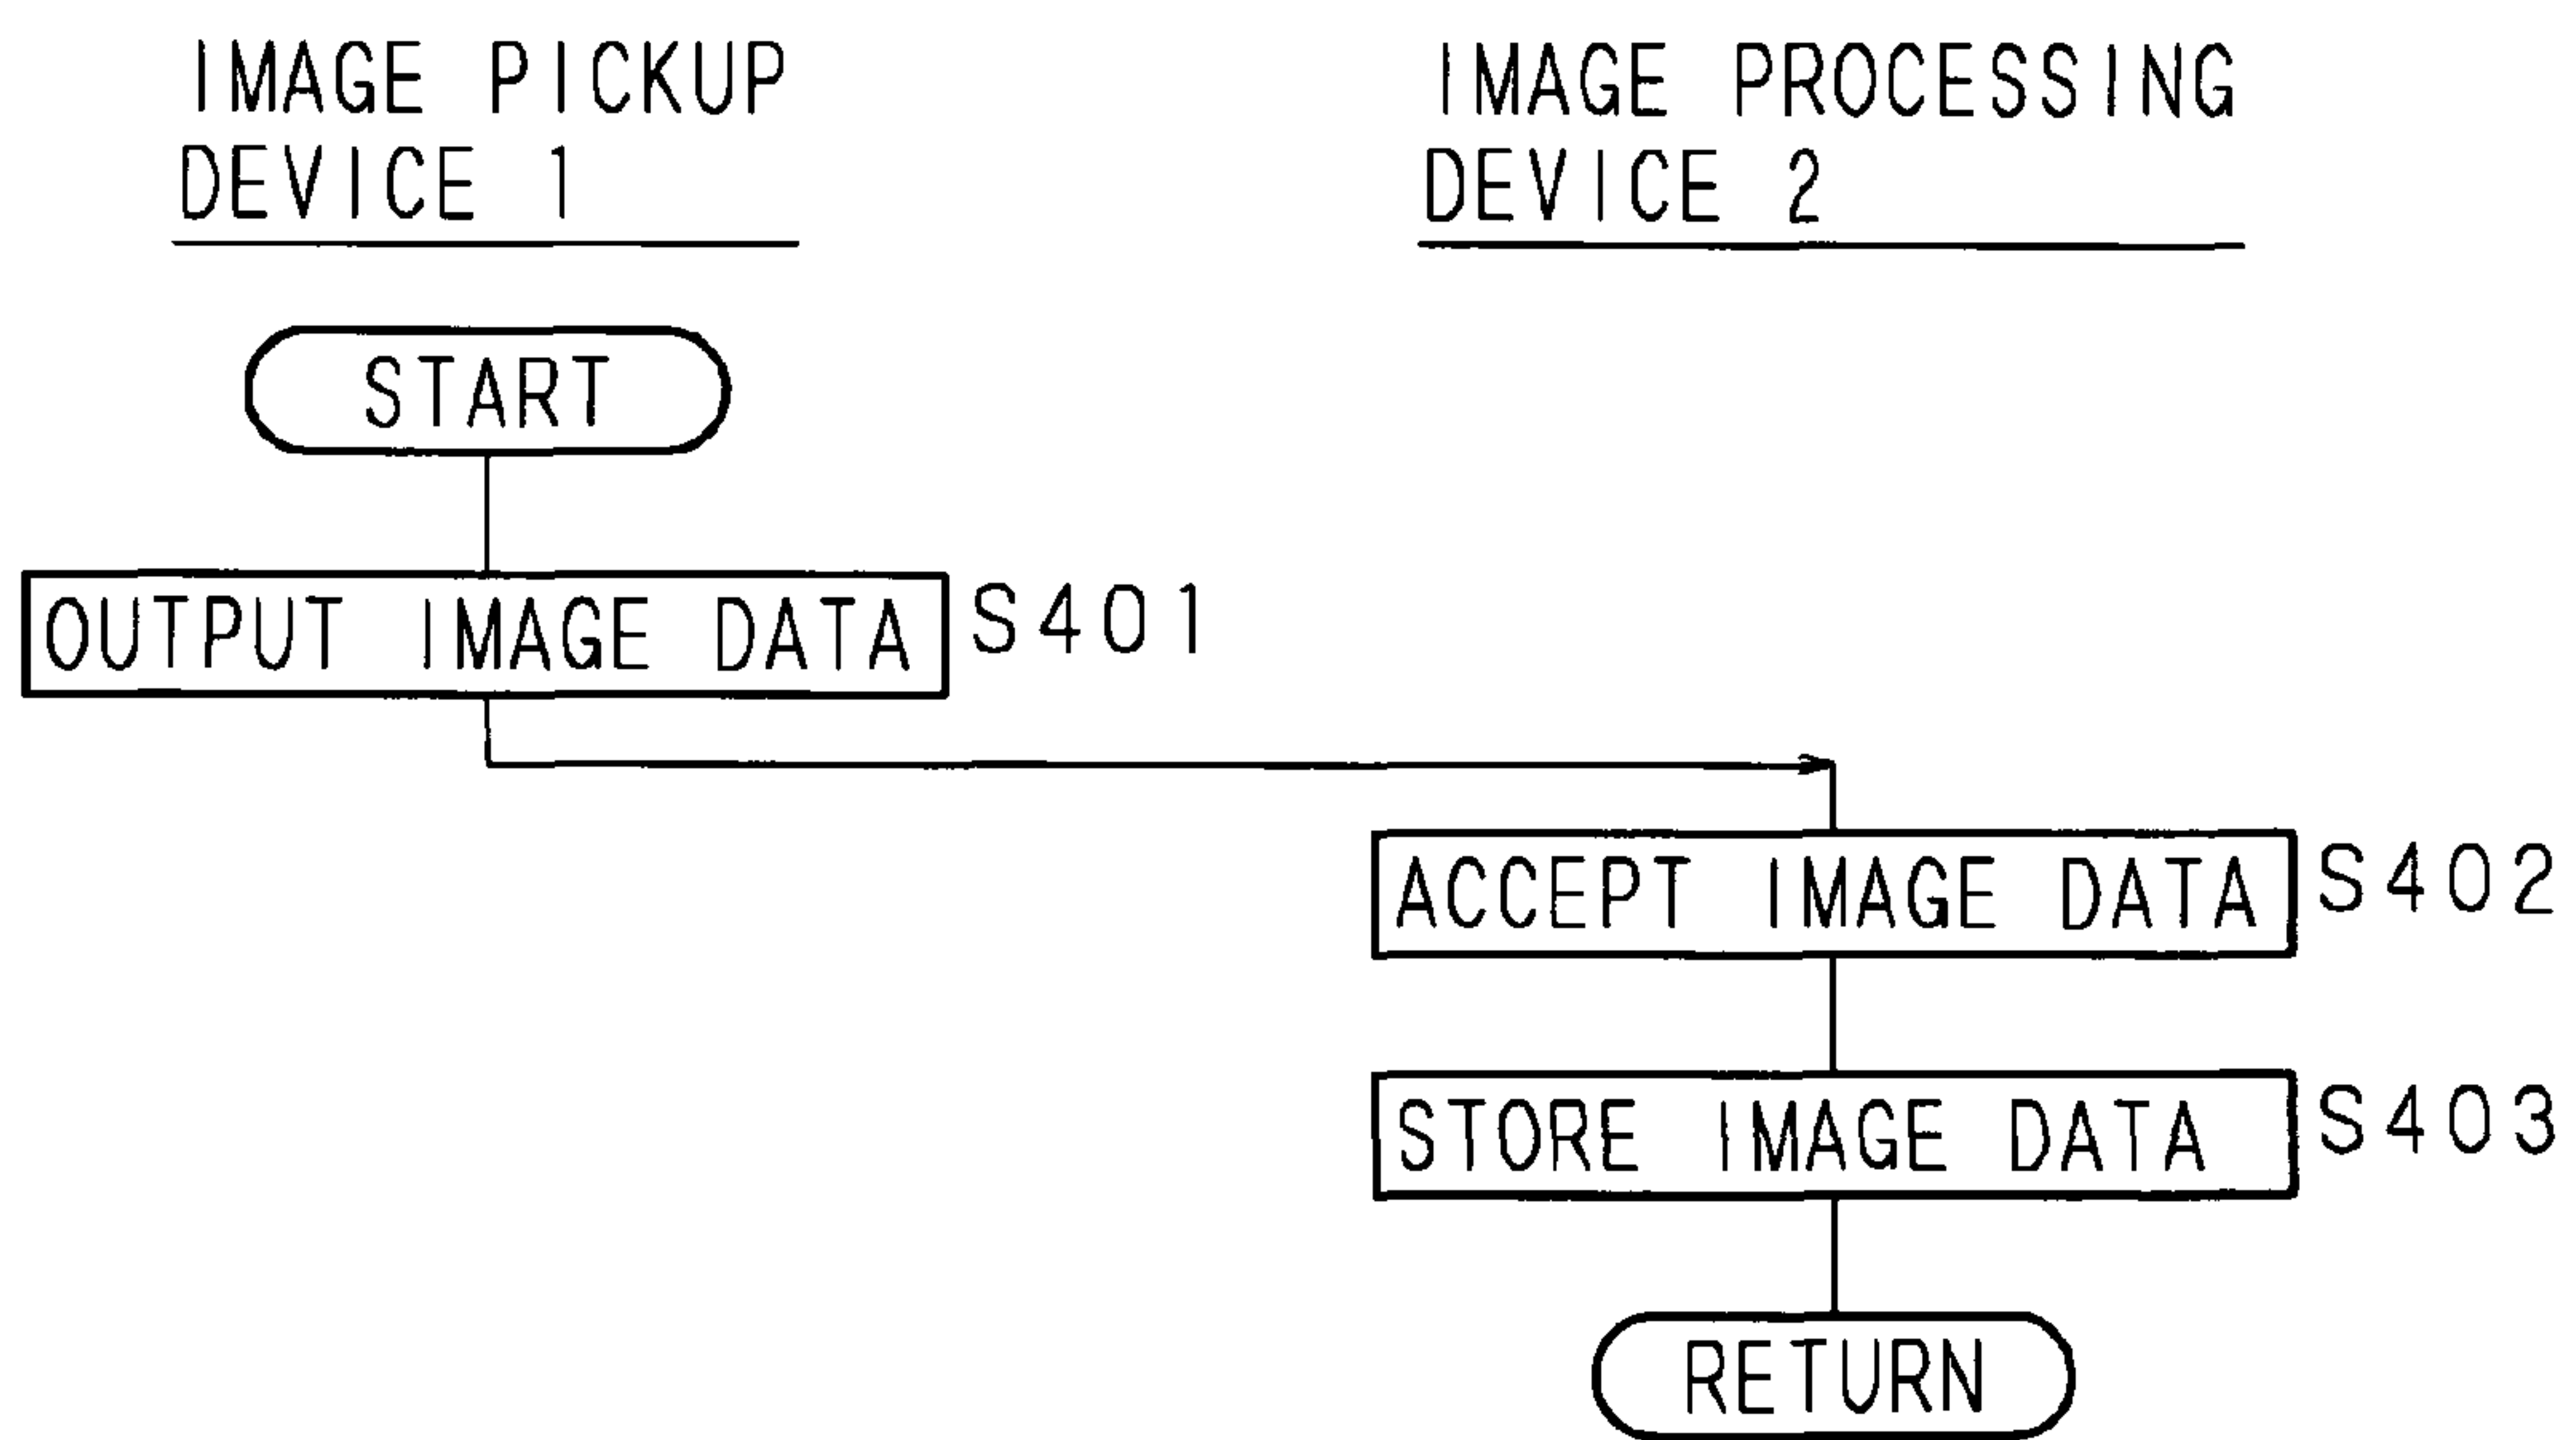 IMAGE PICKUP
DEVICE 1
IMAGE PROCESSING
DEVICE 2
START
OUTPUT IMAGE DATA S401
ACCEPT IMAGE DATA S402
STORE IMAGE DATA S403
RETURN